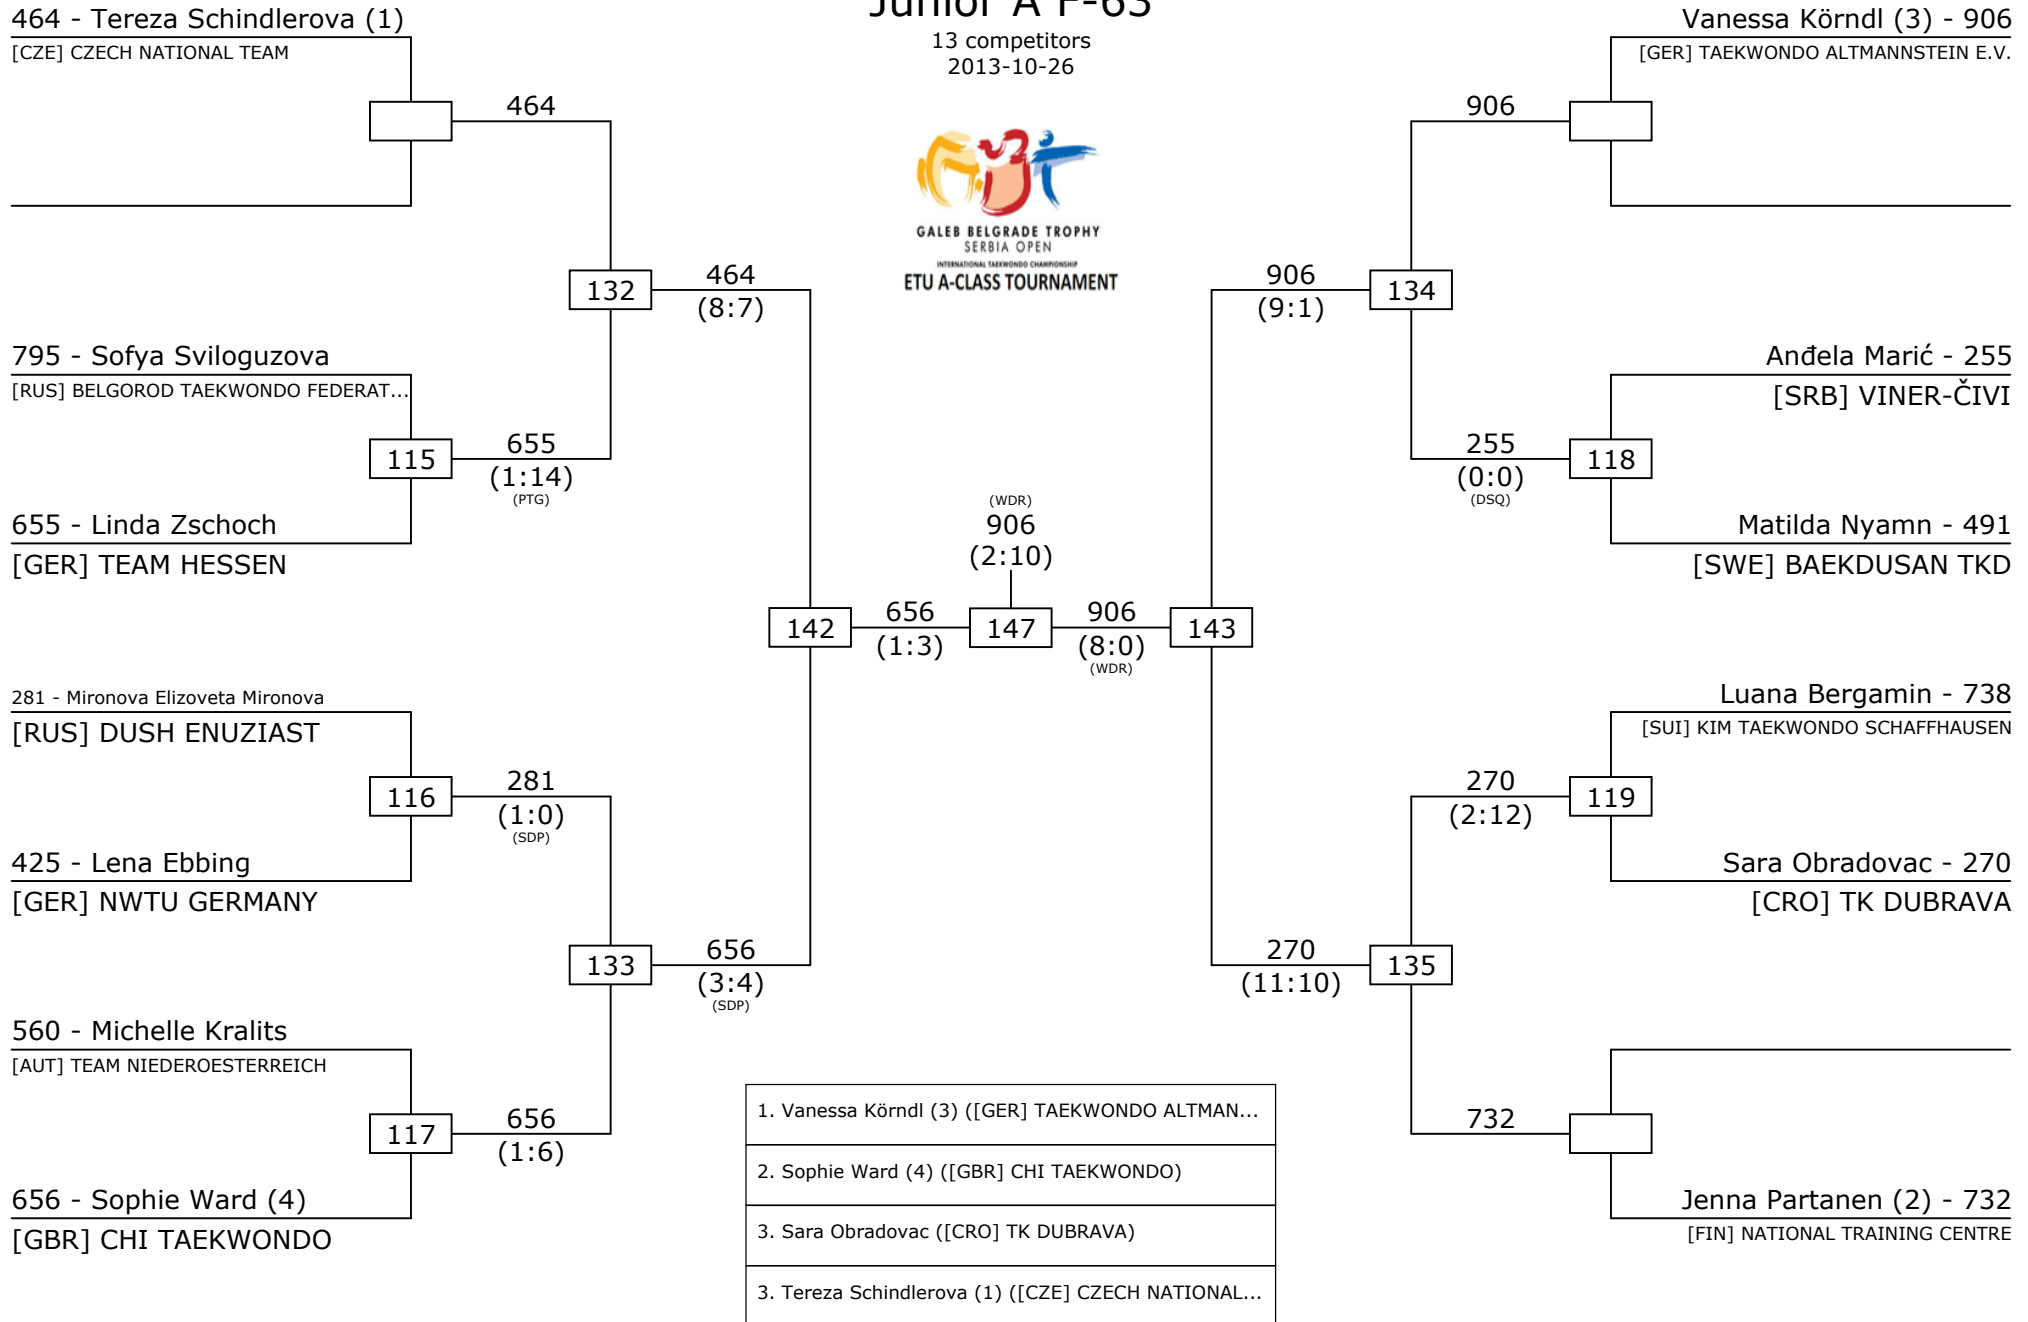 Junior A F-63
13 competitors
2013-10-26
GALEB BELGRADE TROPHY
SERBIA OPEN
INTERNATIONAL TAEKWONDO CHAMPIONSHIP
ETU A-CLASS TOURNAMENT
464 - Tereza Schindlerova (1)
[CZE] CZECH NATIONAL TEAM
464
132
464
(8:7)
795 - Sofya Sviloguzova
[RUS] BELGOROD TAEKWONDO FEDERAT...
115
655
(1:14)
(PTG)
655 - Linda Zschoch
[GER] TEAM HESSEN
142
656
(1:3)
281 - Mironova Elizoveta Mironova
[RUS] DUSH ENUZIAST
116
281
(1:0)
(SDP)
425 - Lena Ebbing
[GER] NWTU GERMANY
133
656
(3:4)
(SDP)
560 - Michelle Kralits
[AUT] TEAM NIEDEROESTERREICH
117
656
(1:6)
656 - Sophie Ward (4)
[GBR] CHI TAEKWONDO
(WDR)
906
(2:10)
147
Vanessa Körndl (3) - 906
[GER] TAEKWONDO ALTMANNSTEIN E.V.
906
906
(9:1)
134
Anđela Marić - 255
[SRB] VINER-ČIVI
255
(0:0)
(DSQ)
118
Matilda Nyamn - 491
[SWE] BAEKDUSAN TKD
906
(8:0)
(WDR)
143
Luana Bergamin - 738
[SUI] KIM TAEKWONDO SCHAFFHAUSEN
270
(2:12)
119
Sara Obradovac - 270
[CRO] TK DUBRAVA
270
(11:10)
135
732
Jenna Partanen (2) - 732
[FIN] NATIONAL TRAINING CENTRE
1. Vanessa Körndl (3) ([GER] TAEKWONDO ALTMAN...
2. Sophie Ward (4) ([GBR] CHI TAEKWONDO)
3. Sara Obradovac ([CRO] TK DUBRAVA)
3. Tereza Schindlerova (1) ([CZE] CZECH NATIONAL...